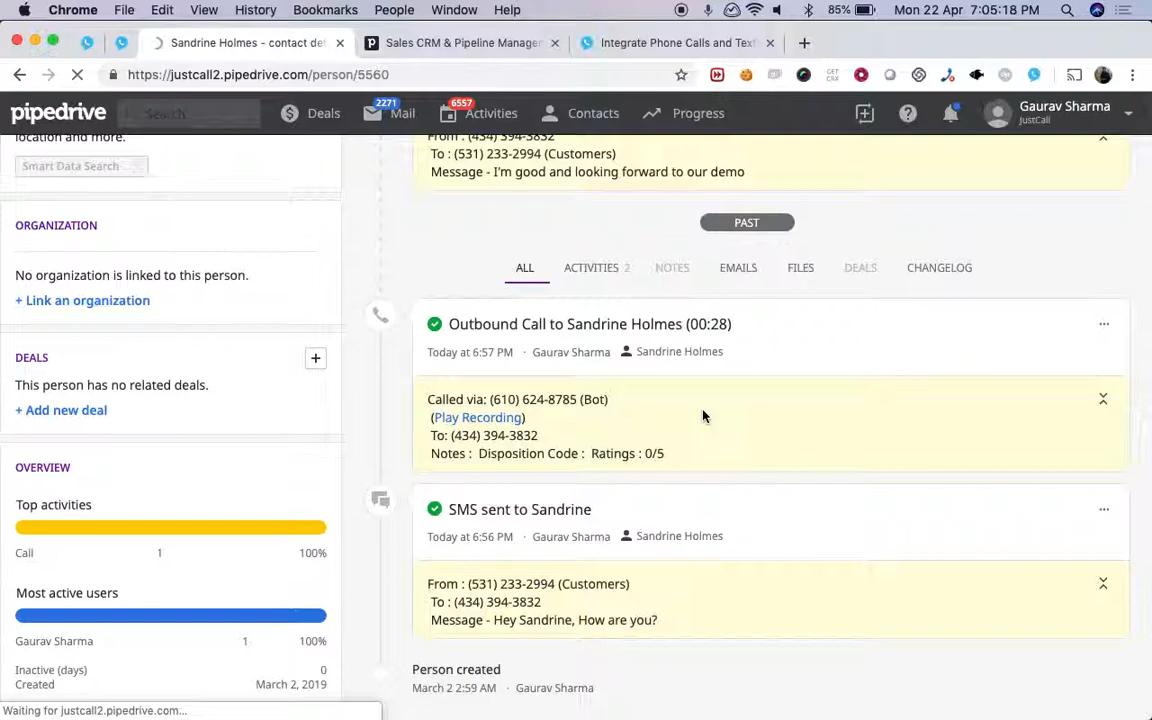 Chrome File Edit View History Bookmarks People Window Help 85% Mon 22 Apr 7:05:18 PM
Sandrine Holmes - contact det Sales CRM & Pipeline Manager Integrate Phone Calls and Text
https://justcall2.pipedrive.com/person/5560 GET CRX
pipedrive Search Deals 2271 Mail 6557 Activities Contacts Progress Gaurav Sharma
JustCall
location and more.
Smart Data Search
ORGANIZATION
No organization is linked to this person.
+ Link an organization
DEALS +
This person has no related deals.
+ Add new deal
OVERVIEW
Top activities
Call 1 100%
Most active users
Gaurav Sharma 1 100%
Inactive (days) 0
Created March 2, 2019
Waiting for justcall2.pipedrive.com...
From : (434) 394-3832
To : (531) 233-2994 (Customers)
Message - I'm good and looking forward to our demo
PAST
ALL ACTIVITIES 2 NOTES EMAILS FILES DEALS CHANGELOG
Outbound Call to Sandrine Holmes (00:28) ...
Today at 6:57 PM · Gaurav Sharma Sandrine Holmes
Called via: (610) 624-8785 (Bot)
(Play Recording)
To: (434) 394-3832
Notes : Disposition Code : Ratings : 0/5
SMS sent to Sandrine ...
Today at 6:56 PM · Gaurav Sharma Sandrine Holmes
From : (531) 233-2994 (Customers)
To : (434) 394-3832
Message - Hey Sandrine, How are you?
Person created
March 2 2:59 AM · Gaurav Sharma